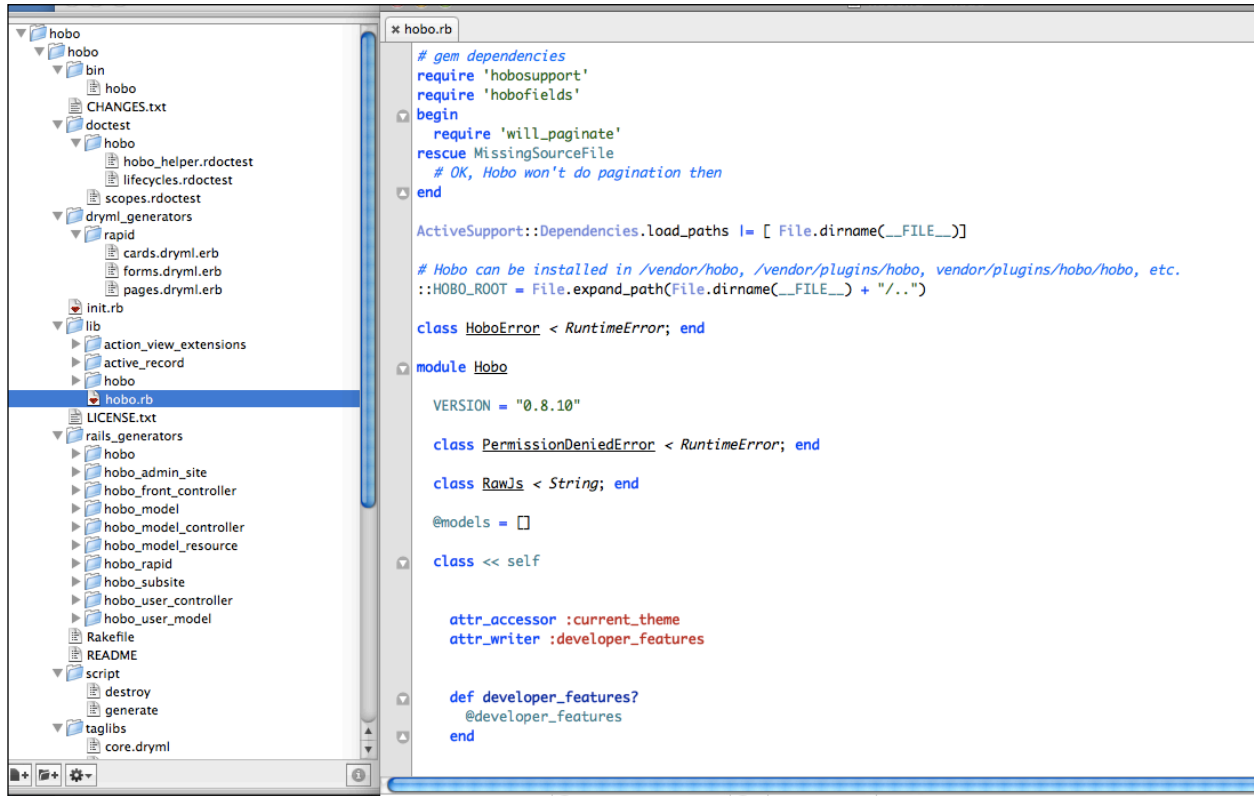 hobo
hobo
bin
hobo
CHANGES.txt
doctest
hobo
hobo_helper.rdoctest
lifecycles.rdoctest
scopes.rdoctest
dryml_generators
rapid
cards.dryml.erb
forms.dryml.erb
pages.dryml.erb
init.rb
lib
action_view_extensions
active_record
hobo
hobo.rb
LICENSE.txt
rails_generators
hobo
hobo_admin_site
hobo_front_controller
hobo_model
hobo_model_controller
hobo_model_resource
hobo_rapid
hobo_subsite
hobo_user_controller
hobo_user_model
Rakefile
README
script
destroy
generate
taglibs
core.dryml
hobo.rb
# gem dependencies
require 'hobosupport'
require 'hobofields'
begin
  require 'will_paginate'
rescue MissingSourceFile
  # OK, Hobo won't do pagination then
end
ActiveSupport::Dependencies.load_paths |= [ File.dirname(__FILE__)]
# Hobo can be installed in /vendor/hobo, /vendor/plugins/hobo, vendor/plugins/hobo/hobo, etc.
::HOBO_ROOT = File.expand_path(File.dirname(__FILE__) + "/..")
class HoboError < RuntimeError; end
module Hobo
  VERSION = "0.8.10"
  class PermissionDeniedError < RuntimeError; end
  class RawJs < String; end
  @models = []
  class << self
    attr_accessor :current_theme
    attr_writer :developer_features
    def developer_features?
      @developer_features
    end